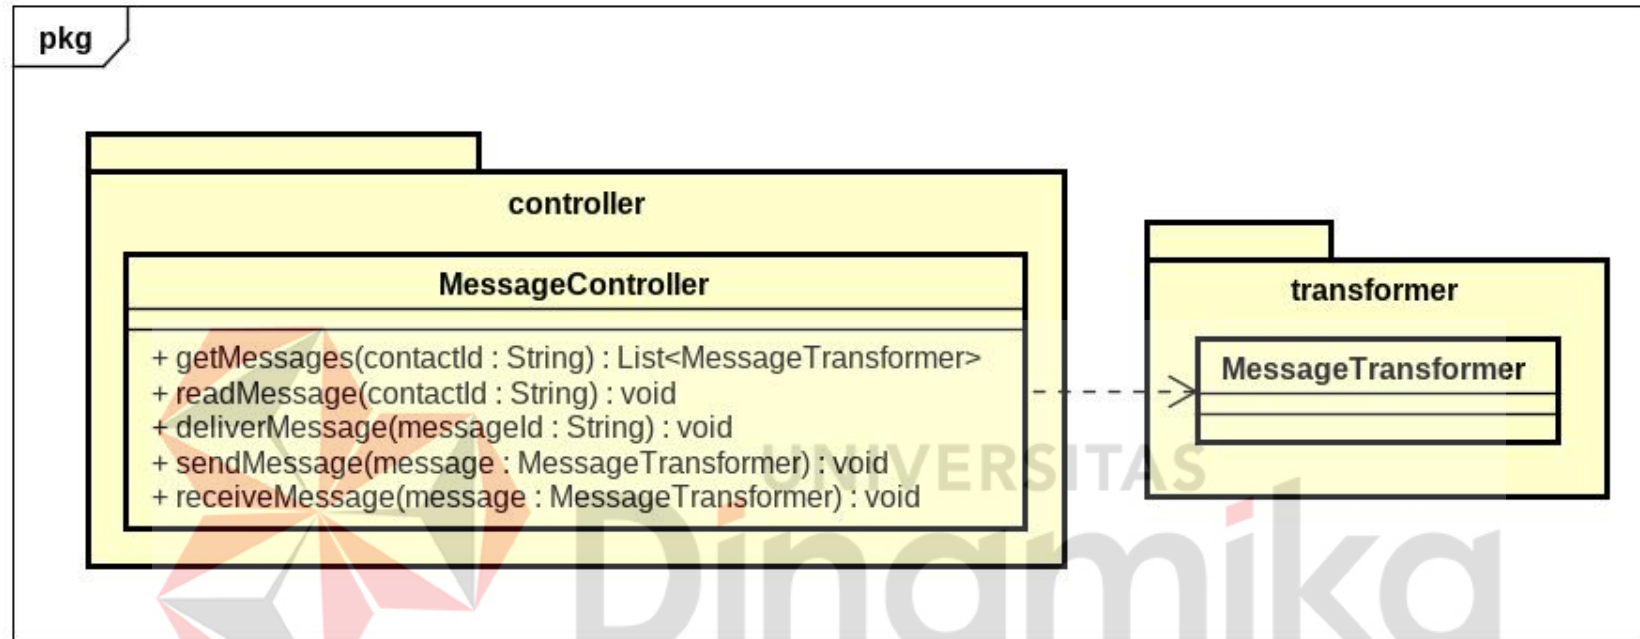 pkg
controller
MessageController
+ getMessages(contactId : String) : List<MessageTransformer>
+ readMessage(contactId : String) : void
+ deliverMessage(messageId : String) : void
+ sendMessage(message : MessageTransformer) : void
+ receiveMessage(message : MessageTransformer) : void
transformer
MessageTransformer
UNIVERSITAS
Dinamika